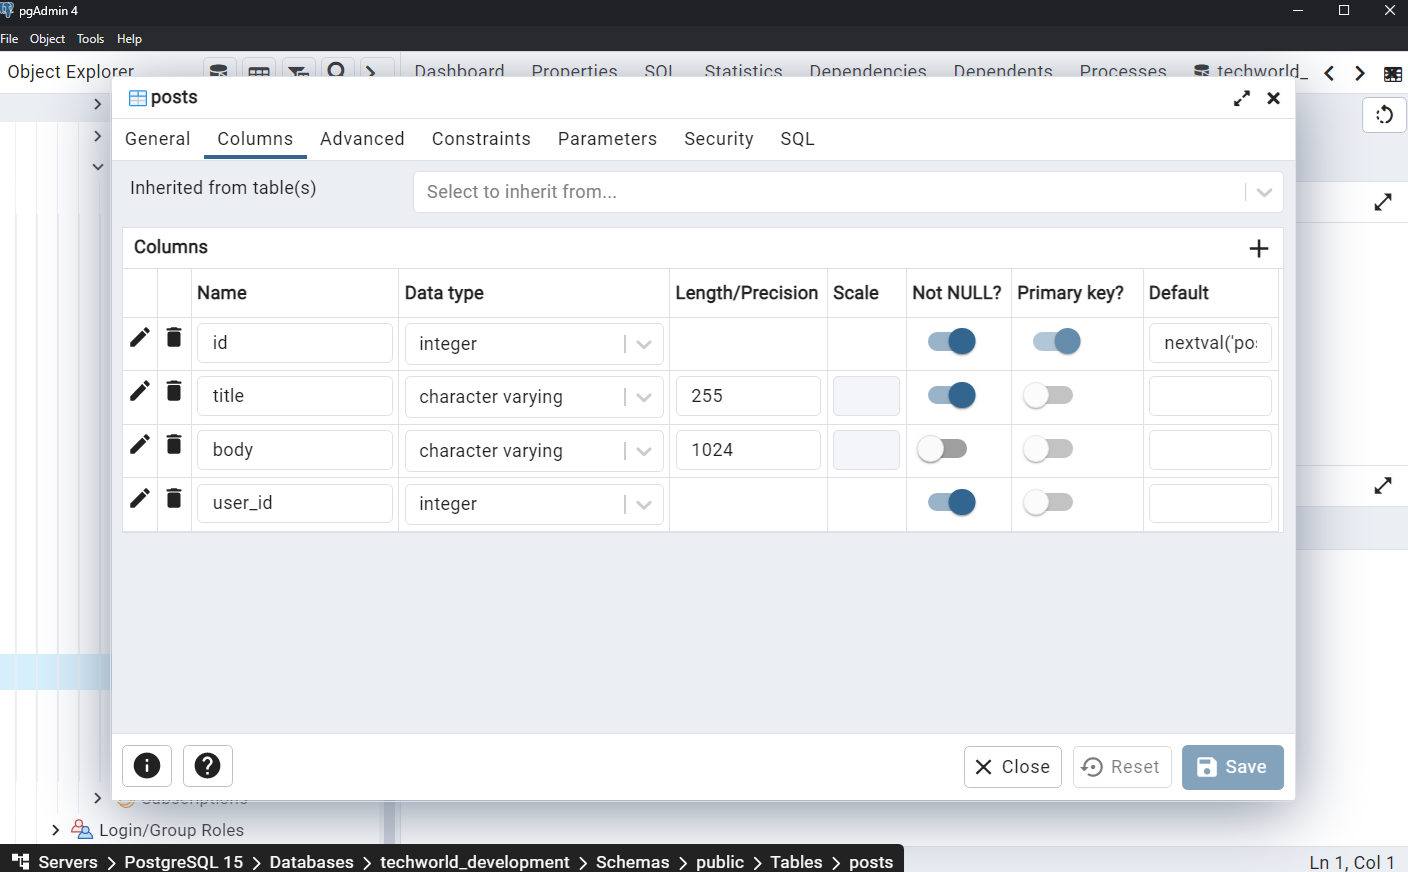 pgAdmin 4
File Object Tools Help
Object Explorer
Dashboard Properties SQL Statistics Dependencies Dependents Processes techworld_
posts
General Columns Advanced Constraints Parameters Security SQL
Inherited from table(s) Select to inherit from...
Columns
Name Data type Length/Precision Scale Not NULL? Primary key? Default
id integer nextval('po
title character varying 255
body character varying 1024
user_id integer
Close Reset Save
Subscriptions
Login/Group Roles
Servers > PostgreSQL 15 > Databases > techworld_development > Schemas > public > Tables > posts
Ln 1, Col 1